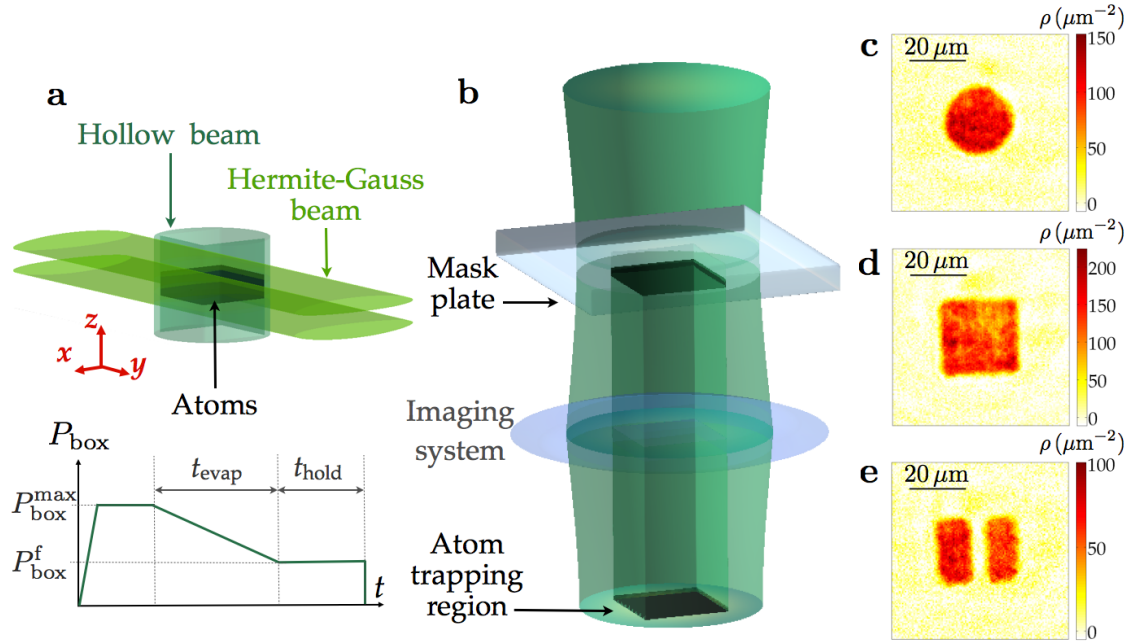 a
Hollow beam
Hermite-Gauss
beam
z
x
y
Atoms
P_box
t_evap
t_hold
P_box^max
P_box^f
t
b
Mask
plate
Imaging
system
Atom
trapping
region
c
ρ (μm⁻²)
20 μm
150
100
50
0
d
ρ (μm⁻²)
20 μm
200
150
100
50
0
e
ρ (μm⁻²)
20 μm
100
50
0